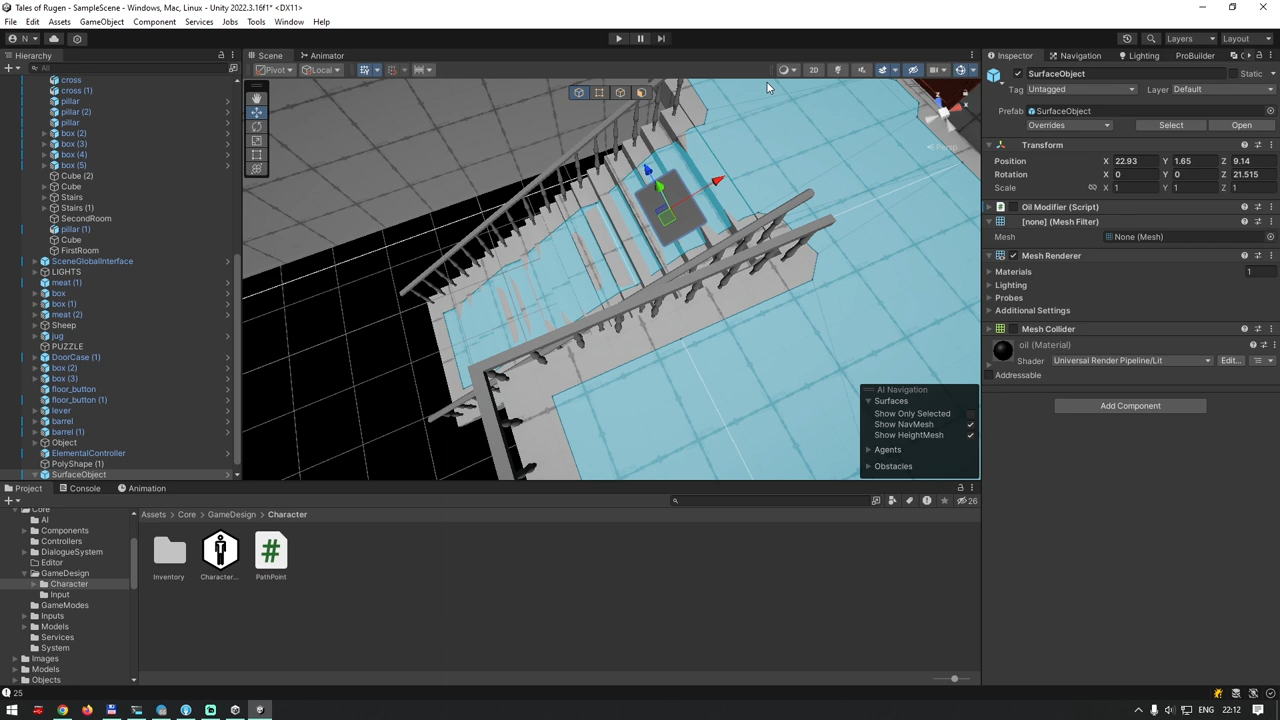 Tales of Rugen - SampleScene - Windows, Mac, Linux - Unity 2022.3.16f1* <DX11>
File Edit Assets GameObject Component Services Jobs Tools Window Help
N
Layers Layout
Hierarchy
All
cross
cross (1)
pillar
pillar (2)
pillar
box (2)
box (3)
box (4)
box (5)
Cube (2)
Cube
Stairs
Stairs (1)
SecondRoom
pillar (1)
Cube
FirstRoom
SceneGlobalInterface
LIGHTS
meat (1)
box
box (1)
meat (2)
Sheep
jug
PUZZLE
DoorCase (1)
box (2)
box (3)
floor_button
floor_button (1)
lever
barrel
barrel (1)
Object
ElementalController
PolyShape (1)
SurfaceObject
Scene Animator
Pivot Local 2D
Persp
AI Navigation
Surfaces
Show Only Selected
Show NavMesh
Show HeightMesh
Agents
Obstacles
Inspector Navigation Lighting ProBuilder
SurfaceObject Static
Tag Untagged Layer Default
Prefab SurfaceObject
Overrides Select Open
Transform
Position X 22.93 Y 1.65 Z 9.14
Rotation X 0 Y 0 Z 21.515
Scale X 1 Y 1 Z 1
Oil Modifier (Script)
[none] (Mesh Filter)
Mesh None (Mesh)
Mesh Renderer
Materials 1
Lighting
Probes
Additional Settings
Mesh Collider
oil (Material)
Shader Universal Render Pipeline/Lit Edit...
Addressable
Add Component
Project Console Animation
26
Core
AI
Components
Controllers
DialogueSystem
Editor
GameDesign
Character
Input
GameModes
Inputs
Models
Services
System
Images
Models
Objects
Assets Core GameDesign Character
Inventory Character... PathPoint
25
ENG 22:12